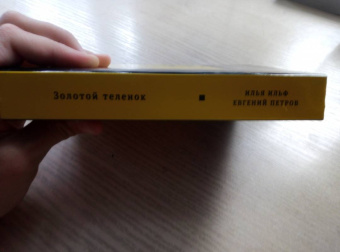 Золотой теленок
ИЛЬЯ ИЛЬФ
ЕВГЕНИЙ ПЕТРОВ